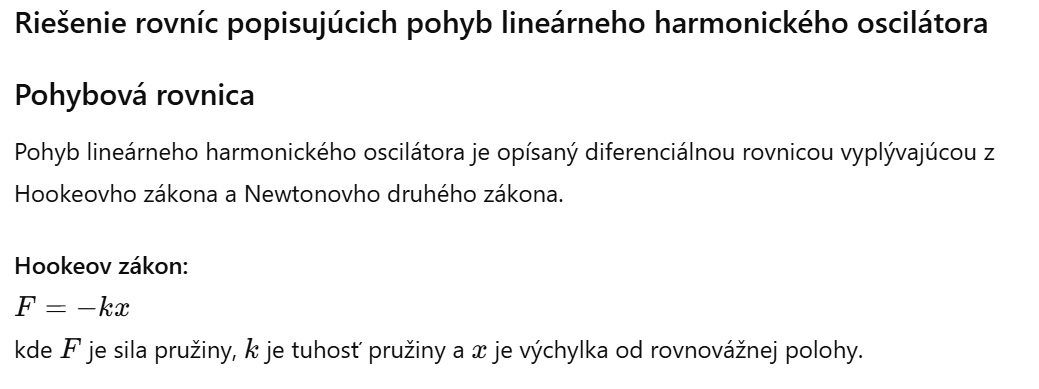 Riešenie rovníc popisujúcich pohyb lineárneho harmonického oscilátora
Pohybová rovnica
Pohyb lineárneho harmonického oscilátora je opísaný diferenciálnou rovnicou vyplývajúcou z
Hookeovho zákona a Newtonovho druhého zákona.
Hookeov zákon:
F = −kx
kde F je sila pružiny, k je tuhosť pružiny a x je výchylka od rovnovážnej polohy.